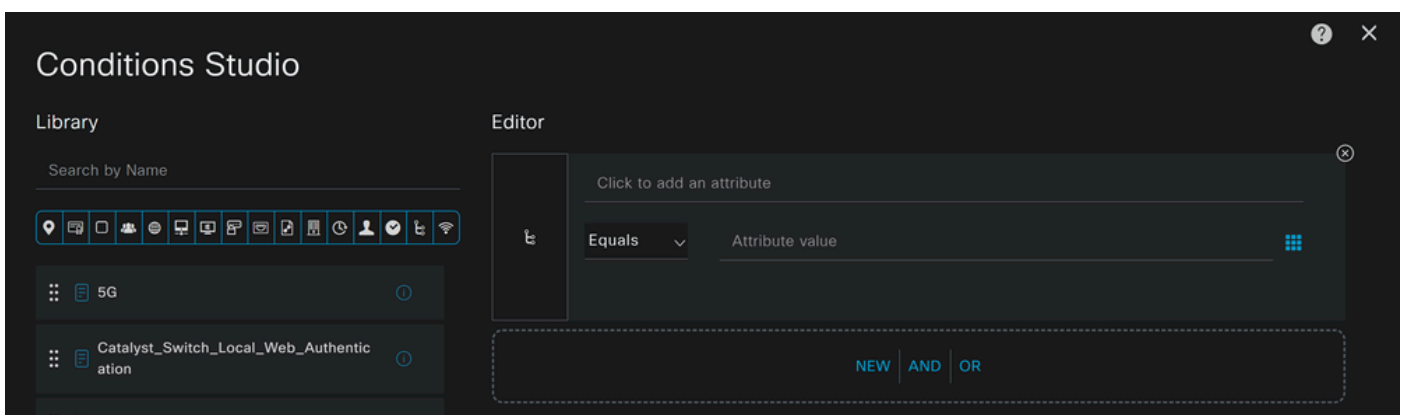 Conditions Studio
Library
Search by Name
5G
Catalyst_Switch_Local_Web_Authentic
ation
Editor
Click to add an attribute
Equals
Attribute value
NEW AND OR